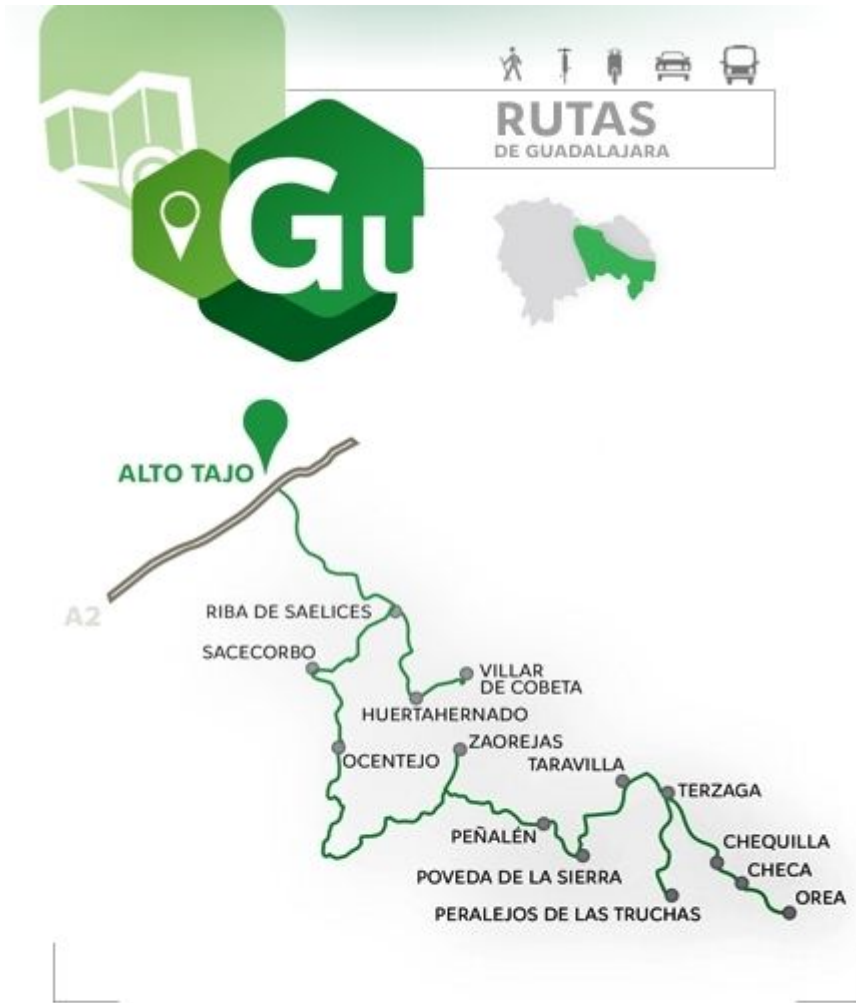 RUTAS
DE GUADALAJARA
Gu
ALTO TAJO
A2
RIBA DE SAELICES
SACECORBO
VILLAR
DE COBETA
HUERTAHERNADO
ZAOREJAS
OCENTEJO
TARAVILLA
TERZAGA
PEÑALÉN
CHEQUILLA
POVEDA DE LA SIERRA
CHECA
OREA
PERALEJOS DE LAS TRUCHAS